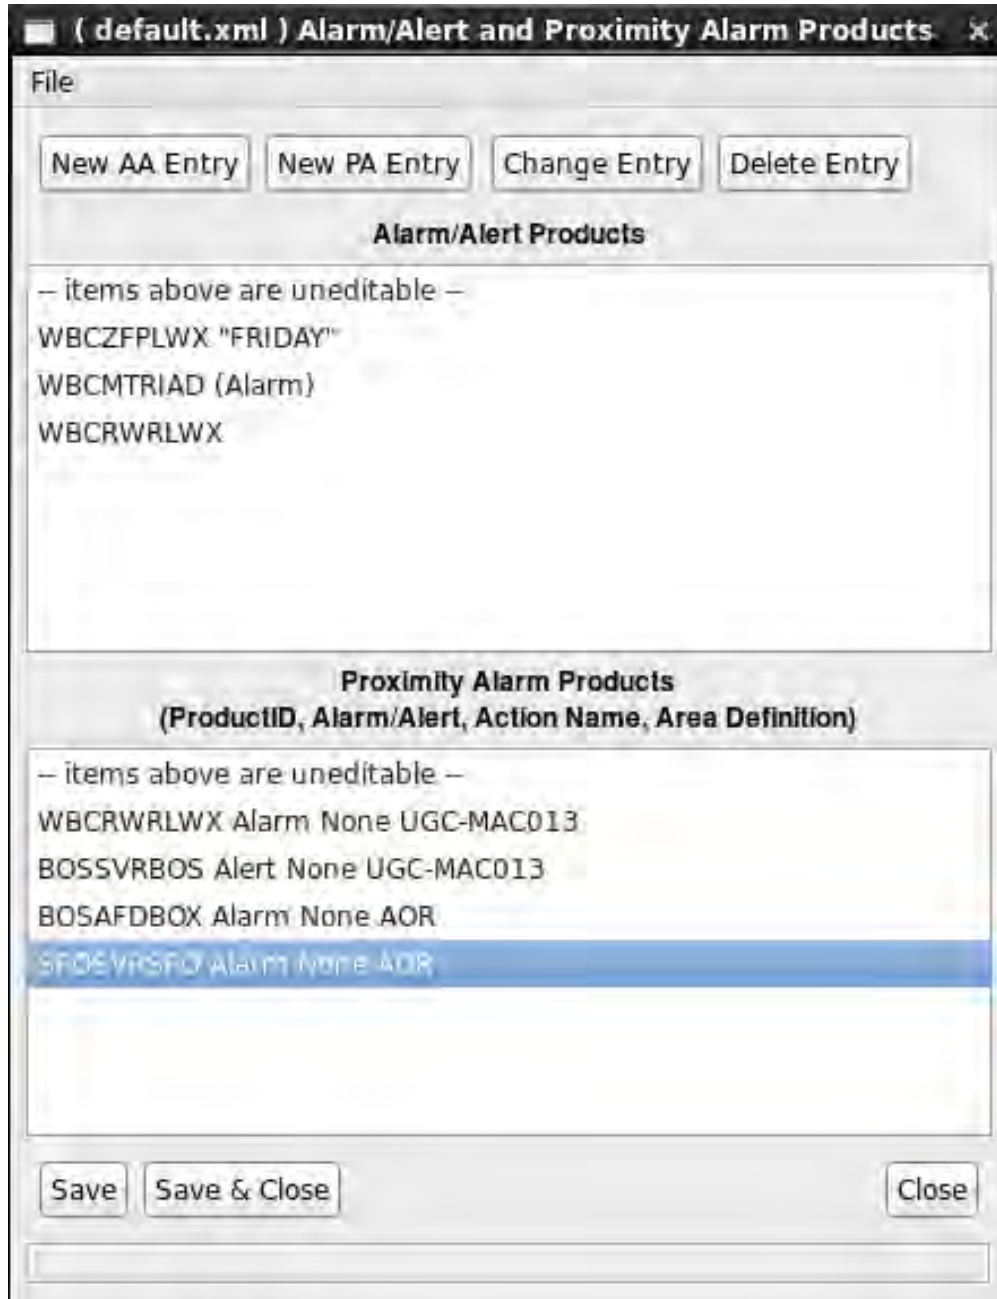 ( default.xml ) Alarm/Alert and Proximity Alarm Products
File
New AA Entry New PA Entry Change Entry Delete Entry
Alarm/Alert Products
-- items above are uneditable --
WBCZFPLWX "FRIDAY"
WBCMTRIAD (Alarm)
WBCRWRLWX
Proximity Alarm Products
(ProductID, Alarm/Alert, Action Name, Area Definition)
-- items above are uneditable --
WBCRWRLWX Alarm None UGC-MAC013
BOSSVRBOS Alert None UGC-MAC013
BOSAFDBOX Alarm None AOR
Alarm None AOR
Save Save & Close Close